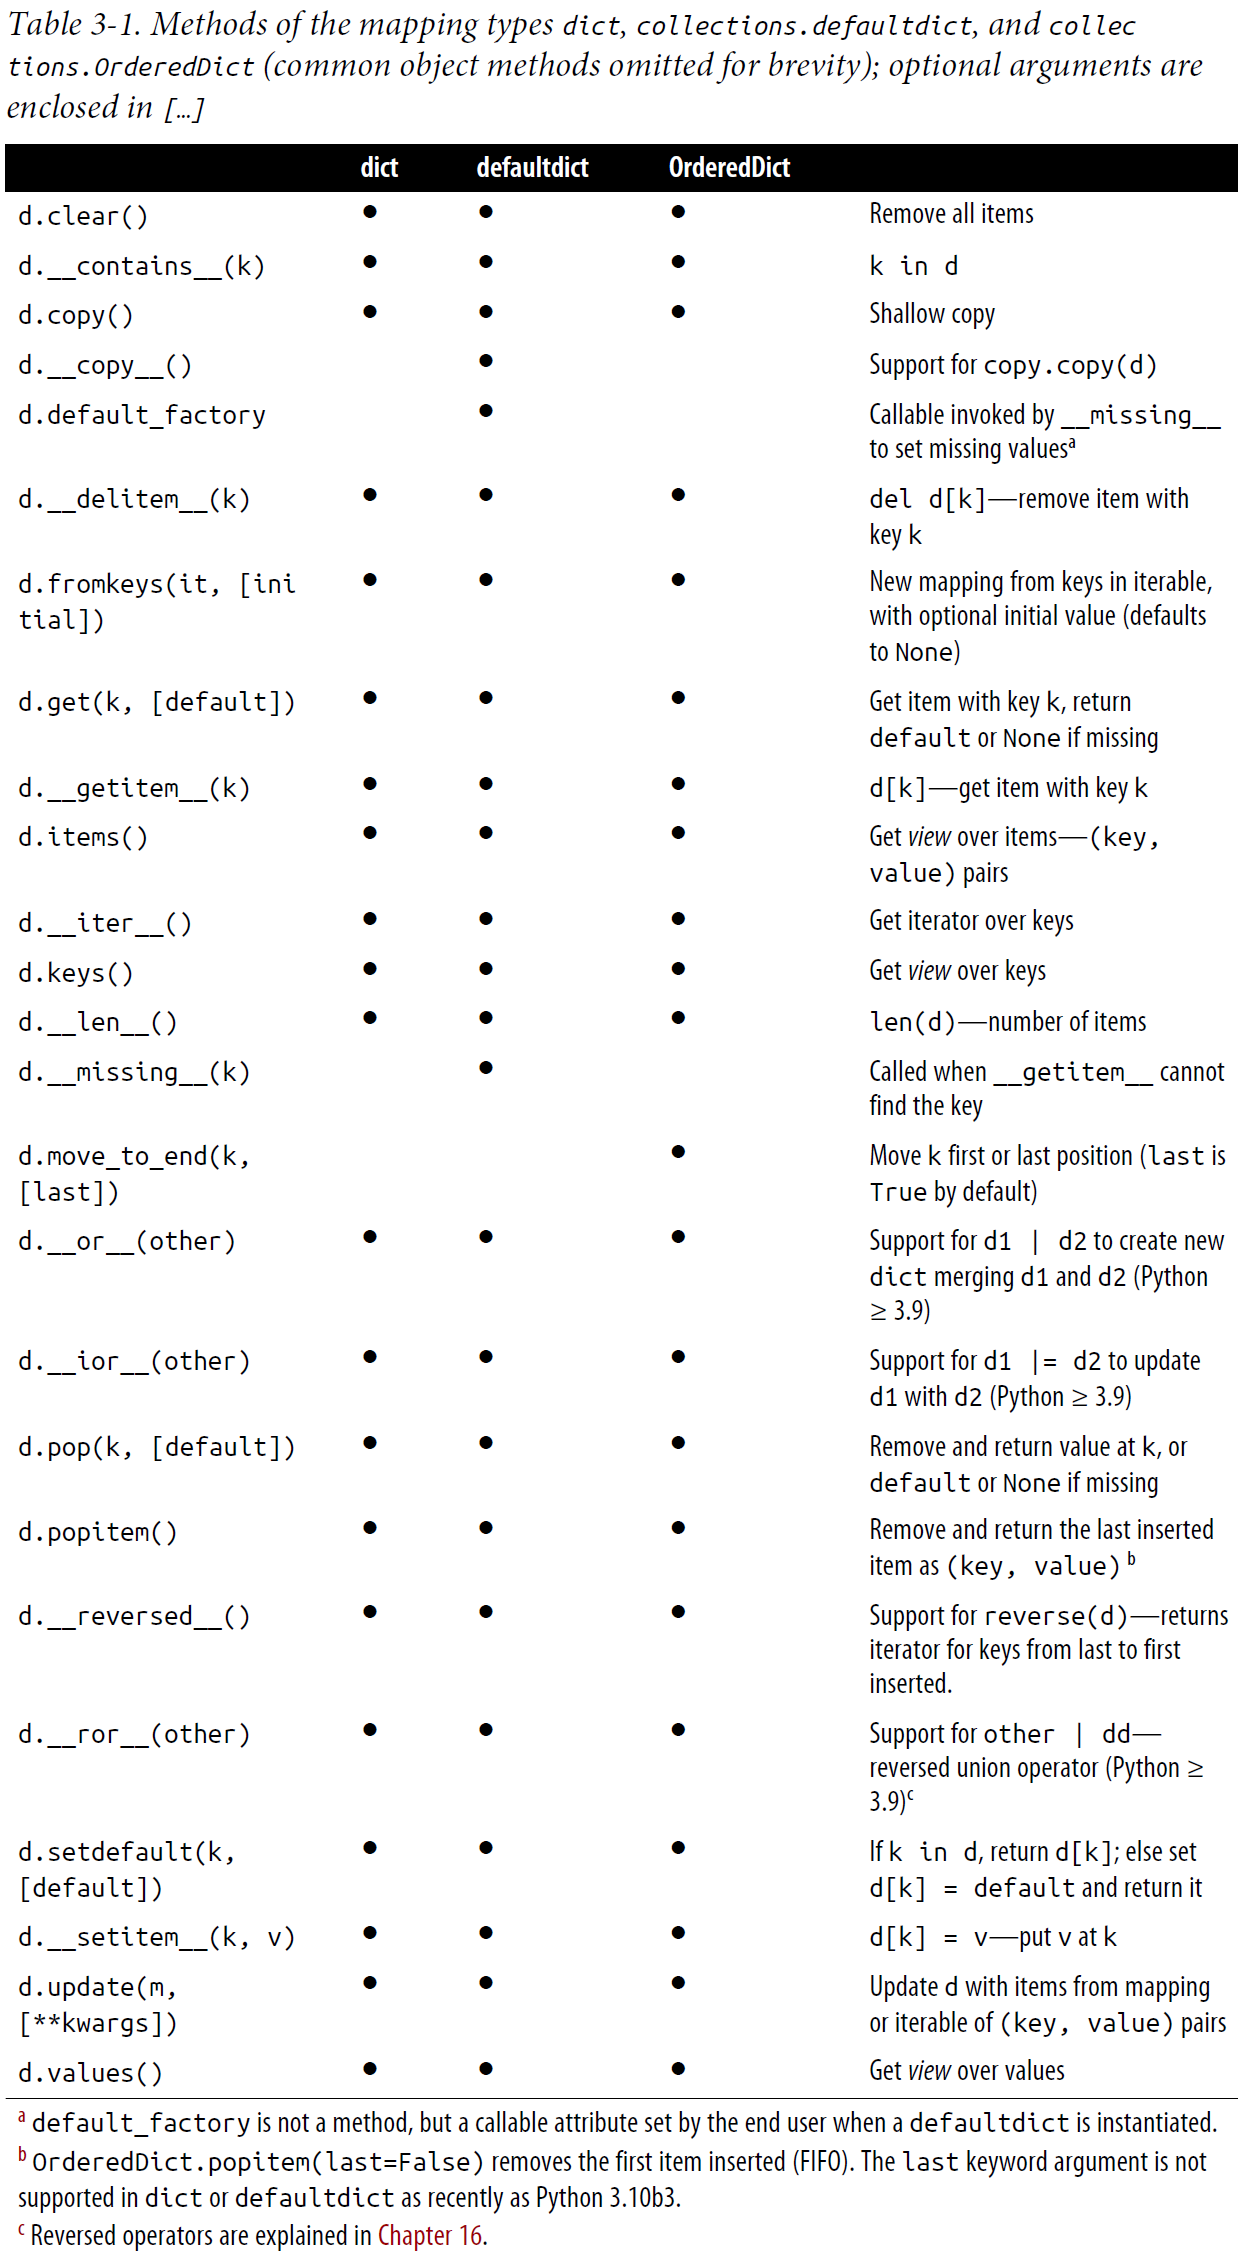 Table 3-1. Methods of the mapping types dict, collections.defaultdict, and collec
tions.OrderedDict (common object methods omitted for brevity); optional arguments are
enclosed in […]
dict defaultdict OrderedDict
d.clear() ● ● ● Remove all items
d.__contains__(k) ● ● ● k in d
d.copy() ● ● ● Shallow copy
d.__copy__() ● Support for copy.copy(d)
d.default_factory ● Callable invoked by __missing__
to set missing valuesa
d.__delitem__(k) ● ● ● del d[k]—remove item with
key k
d.fromkeys(it, [ini ● ● ● New mapping from keys in iterable,
tial]) with optional initial value (defaults
to None)
d.get(k, [default]) ● ● ● Get item with key k, return
default or None if missing
d.__getitem__(k) ● ● ● d[k]—get item with key k
d.items() ● ● ● Get view over items—(key,
value) pairs
d.__iter__() ● ● ● Get iterator over keys
d.keys() ● ● ● Get view over keys
d.__len__() ● ● ● len(d)—number of items
d.__missing__(k) ● Called when __getitem__ cannot
find the key
d.move_to_end(k, ● Move k first or last position (last is
[last]) True by default)
d.__or__(other) ● ● ● Support for d1 | d2 to create new
dict merging d1 and d2 (Python
≥ 3.9)
d.__ior__(other) ● ● ● Support for d1 |= d2 to update
d1 with d2 (Python ≥ 3.9)
d.pop(k, [default]) ● ● ● Remove and return value at k, or
default or None if missing
d.popitem() ● ● ● Remove and return the last inserted
item as (key, value) b
d.__reversed__() ● ● ● Support for reverse(d)—returns
iterator for keys from last to first
inserted.
d.__ror__(other) ● ● ● Support for other | dd—
reversed union operator (Python ≥
3.9)c
d.setdefault(k, ● ● ● If k in d, return d[k]; else set
[default]) d[k] = default and return it
d.__setitem__(k, v) ● ● ● d[k] = v—put v at k
d.update(m, ● ● ● Update d with items from mapping
[**kwargs]) or iterable of (key, value) pairs
d.values() ● ● ● Get view over values
a default_factory is not a method, but a callable attribute set by the end user when a defaultdict is instantiated.
b OrderedDict.popitem(last=False) removes the first item inserted (FIFO). The last keyword argument is not
supported in dict or defaultdict as recently as Python 3.10b3.
c Reversed operators are explained in Chapter 16.